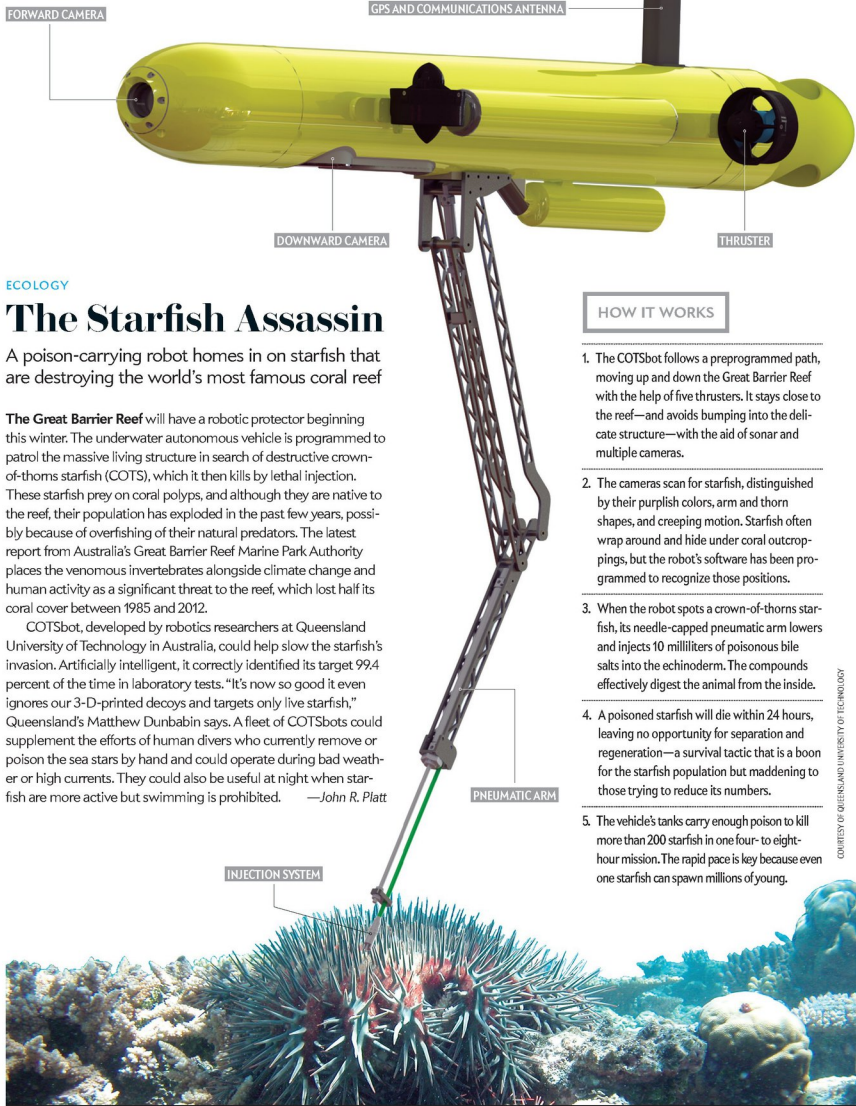 FORWARD CAMERA
GPS AND COMMUNICATIONS ANTENNA
DOWNWARD CAMERA
THRUSTER
ECOLOGY
The Starfish Assassin
A poison-carrying robot homes in on starfish that
are destroying the world's most famous coral reef
The Great Barrier Reef will have a robotic protector beginning
this winter. The underwater autonomous vehicle is programmed to
patrol the massive living structure in search of destructive crown-
of-thorns starfish (COTS), which it then kills by lethal injection.
These starfish prey on coral polyps, and although they are native to
the reef, their population has exploded in the past few years, possi-
bly because of overfishing of their natural predators. The latest
report from Australia's Great Barrier Reef Marine Park Authority
places the venomous invertebrates alongside climate change and
human activity as a significant threat to the reef, which lost half its
coral cover between 1985 and 2012.
COTSbot, developed by robotics researchers at Queensland
University of Technology in Australia, could help slow the starfish's
invasion. Artificially intelligent, it correctly identified its target 99.4
percent of the time in laboratory tests. "It's now so good it even
ignores our 3-D-printed decoys and targets only live starfish,"
Queensland's Matthew Dunbabin says. A fleet of COTSbots could
supplement the efforts of human divers who currently remove or
poison the sea stars by hand and could operate during bad weath-
er or high currents. They could also be useful at night when star-
fish are more active but swimming is prohibited. —John R. Platt
HOW IT WORKS
1. The COTSbot follows a preprogrammed path,
moving up and down the Great Barrier Reef
with the help of five thrusters. It stays close to
the reef—and avoids bumping into the deli-
cate structure—with the aid of sonar and
multiple cameras.
2. The cameras scan for starfish, distinguished
by their purplish colors, arm and thorn
shapes, and creeping motion. Starfish often
wrap around and hide under coral outcrop-
pings, but the robot's software has been pro-
grammed to recognize those positions.
3. When the robot spots a crown-of-thorns star-
fish, its needle-capped pneumatic arm lowers
and injects 10 milliliters of poisonous bile
salts into the echinoderm. The compounds
effectively digest the animal from the inside.
4. A poisoned starfish will die within 24 hours,
leaving no opportunity for separation and
regeneration—a survival tactic that is a boon
for the starfish population but maddening to
those trying to reduce its numbers.
5. The vehicle's tanks carry enough poison to kill
more than 200 starfish in one four- to eight-
hour mission. The rapid pace is key because even
one starfish can spawn millions of young.
PNEUMATIC ARM
INJECTION SYSTEM
COURTESY OF QUEENSLAND UNIVERSITY OF TECHNOLOGY